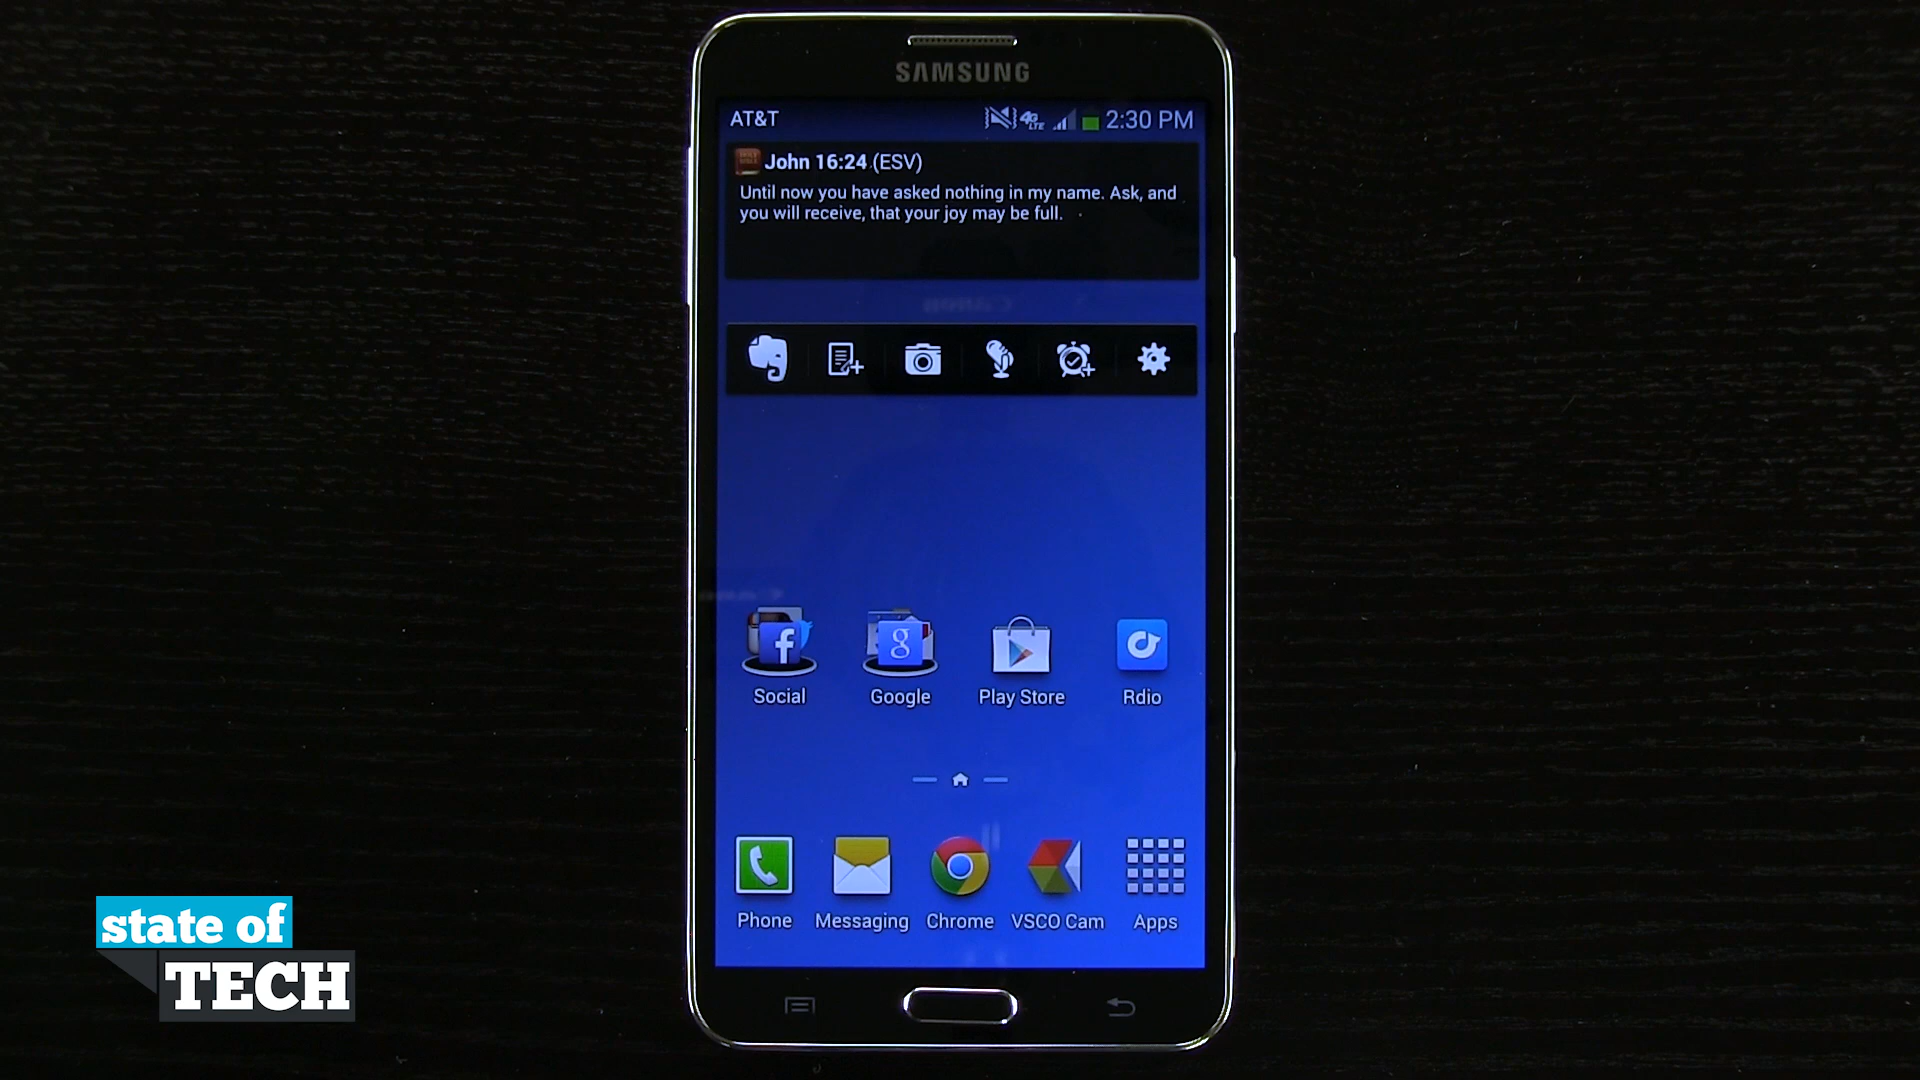 SAMSUNG
AT&T 4G LTE 2:30 PM
John 16:24 (ESV)
Until now you have asked nothing in my name. Ask, and
you will receive, that your joy may be full.
Social Google Play Store Rdio
Phone Messaging Chrome VSCO Cam Apps
state of
TECH